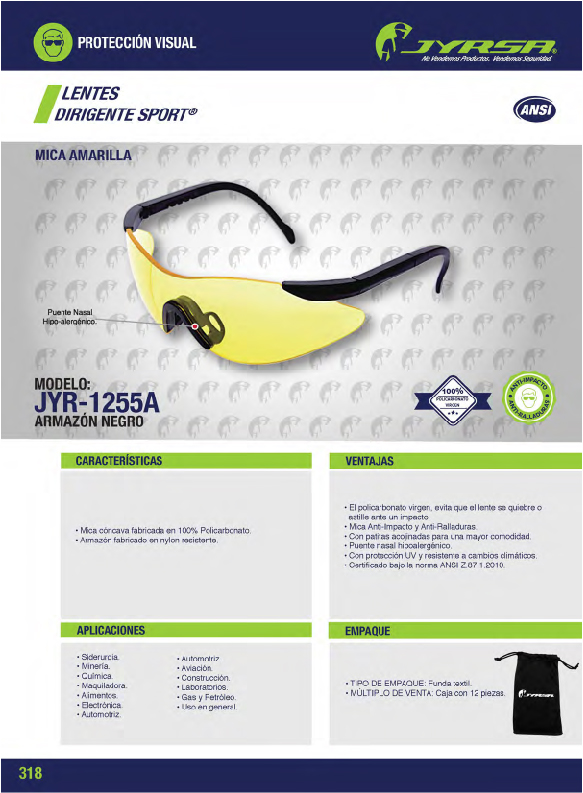 PROTECCIÓN VISUAL
JYRSA®
No Vendemos Productos. Vendemos Seguridad.
LENTES
DIRIGENTE SPORT®
ANSI
MICA AMARILLA
Puente Nasal
Hipo-alergénico.
MODELO:
JYR-1255A
ARMAZÓN NEGRO
100%
POLICARBONATO
VIRGEN
ANTI-IMPACTO
ANTI-RALLADURAS
CARACTERÍSTICAS
• Mica cóncava fabricada en 100% Policarbonato.
• Armazón fabricado en nylon resistente.
VENTAJAS
• El policarbonato virgen, evita que el lente se quiebre o
astille ante un impacto
• Mica Anti-Impacto y Anti-Ralladuras.
• Con patitas acojinadas para una mayor comodidad.
• Puente nasal hipoalergénico.
• Con protección UV y resistente a cambios climáticos.
• Certificado bajo la norma ANSI Z.87.1.2010.
APLICACIONES
• Siderurcia.
• Minería.
• Química.
• Maquiladora.
• Alimentos.
• Electrónica.
• Automotriz.
• Automotriz
• Aviación.
• Construcción.
• Laboratorios.
• Gas y Petróleo.
• Uso en general.
EMPAQUE
• TIPO DE EMPAQUE: Funda textil.
• MÚLTIPLO DE VENTA: Caja con 12 piezas.
JYRSA
318